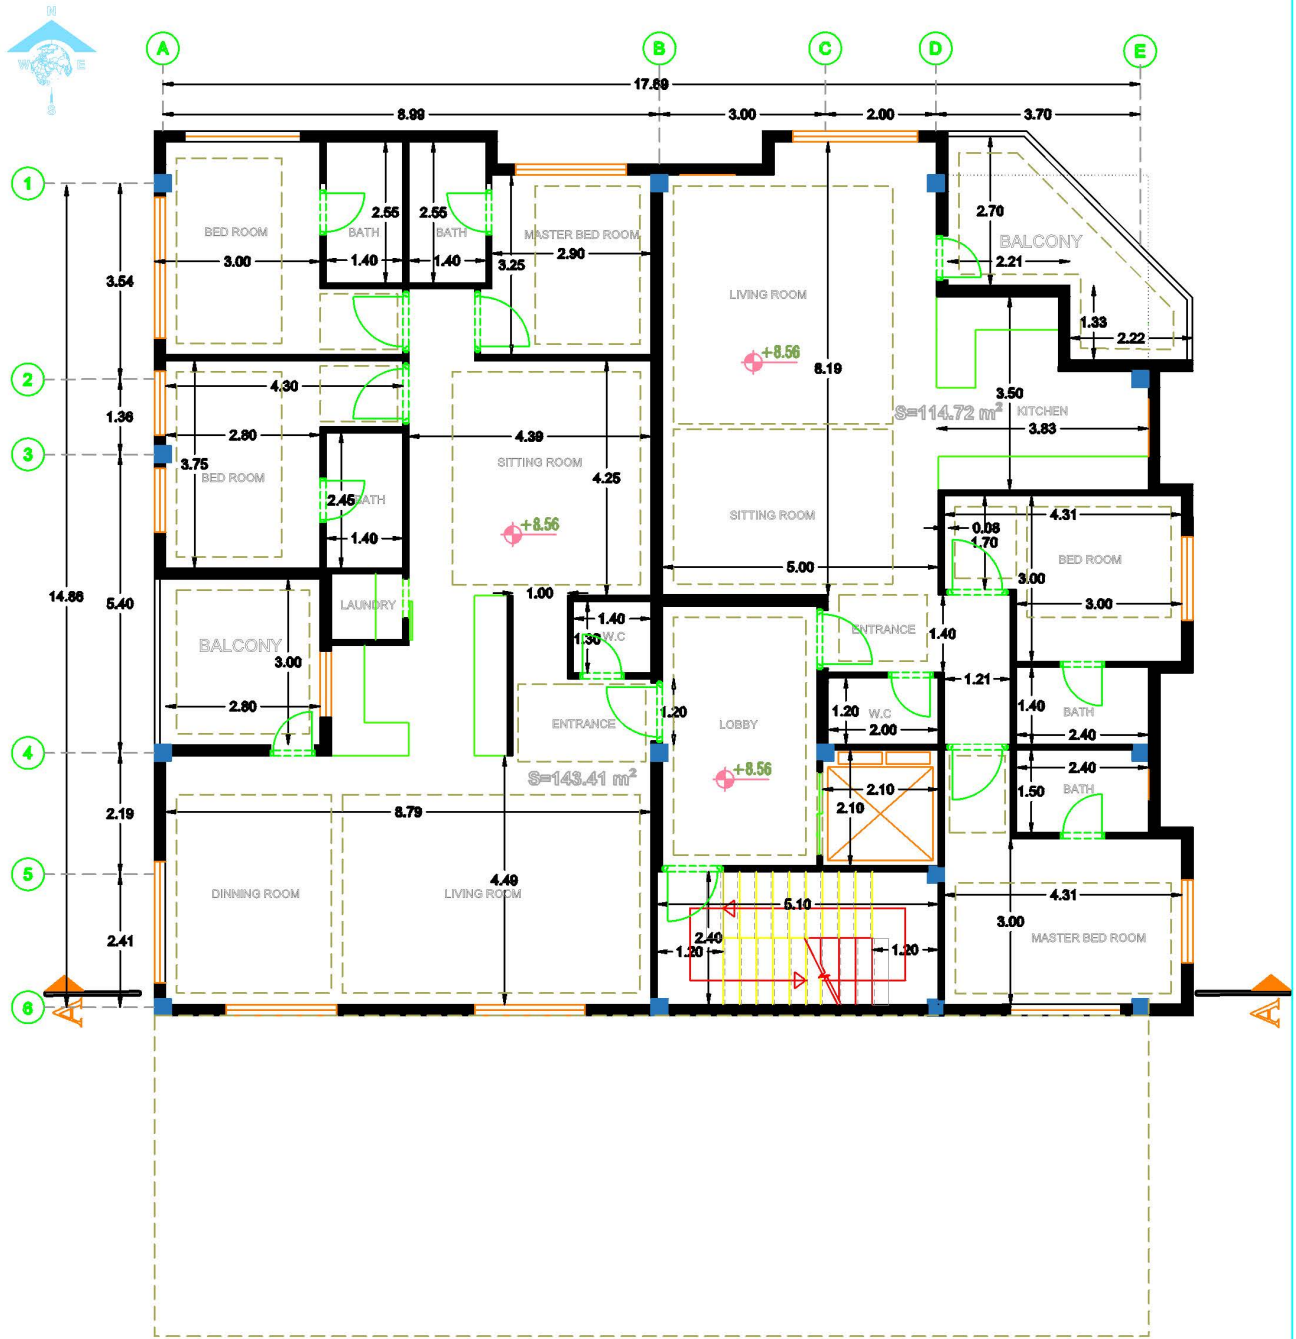 N
W E
S
A B C D E
17.69
8.99 3.00 2.00 3.70
1
2
3
4
5
6
3.54
1.36
5.40
14.86
2.19
2.41
BED ROOM
3.00
2.55
BATH
1.40
2.55
BATH
1.40
MASTER BED ROOM
2.90
3.25
LIVING ROOM
+8.56
8.19
2.70
BALCONY
2.21
1.33
2.22
3.50
S=114.72 m²
KITCHEN
3.83
4.30
2.80
3.75
BED ROOM
2.45
BATH
1.40
4.39
SITTING ROOM
4.25
+8.56
SITTING ROOM
5.00
4.31
0.08
1.70
BED ROOM
3.00
3.00
LAUNDRY
1.00
1.40
1.30
W.C
ENTRANCE
1.40
BALCONY
3.00
2.80
ENTRANCE
1.20
LOBBY
1.20
W.C
2.00
1.21
1.40
BATH
2.40
S=143.41 m²
+8.56
2.10
2.10
2.40
1.50
BATH
8.79
DINNING ROOM
4.49
LIVING ROOM
5.10
2.40
1.20
1.20
4.31
3.00
MASTER BED ROOM
A
A